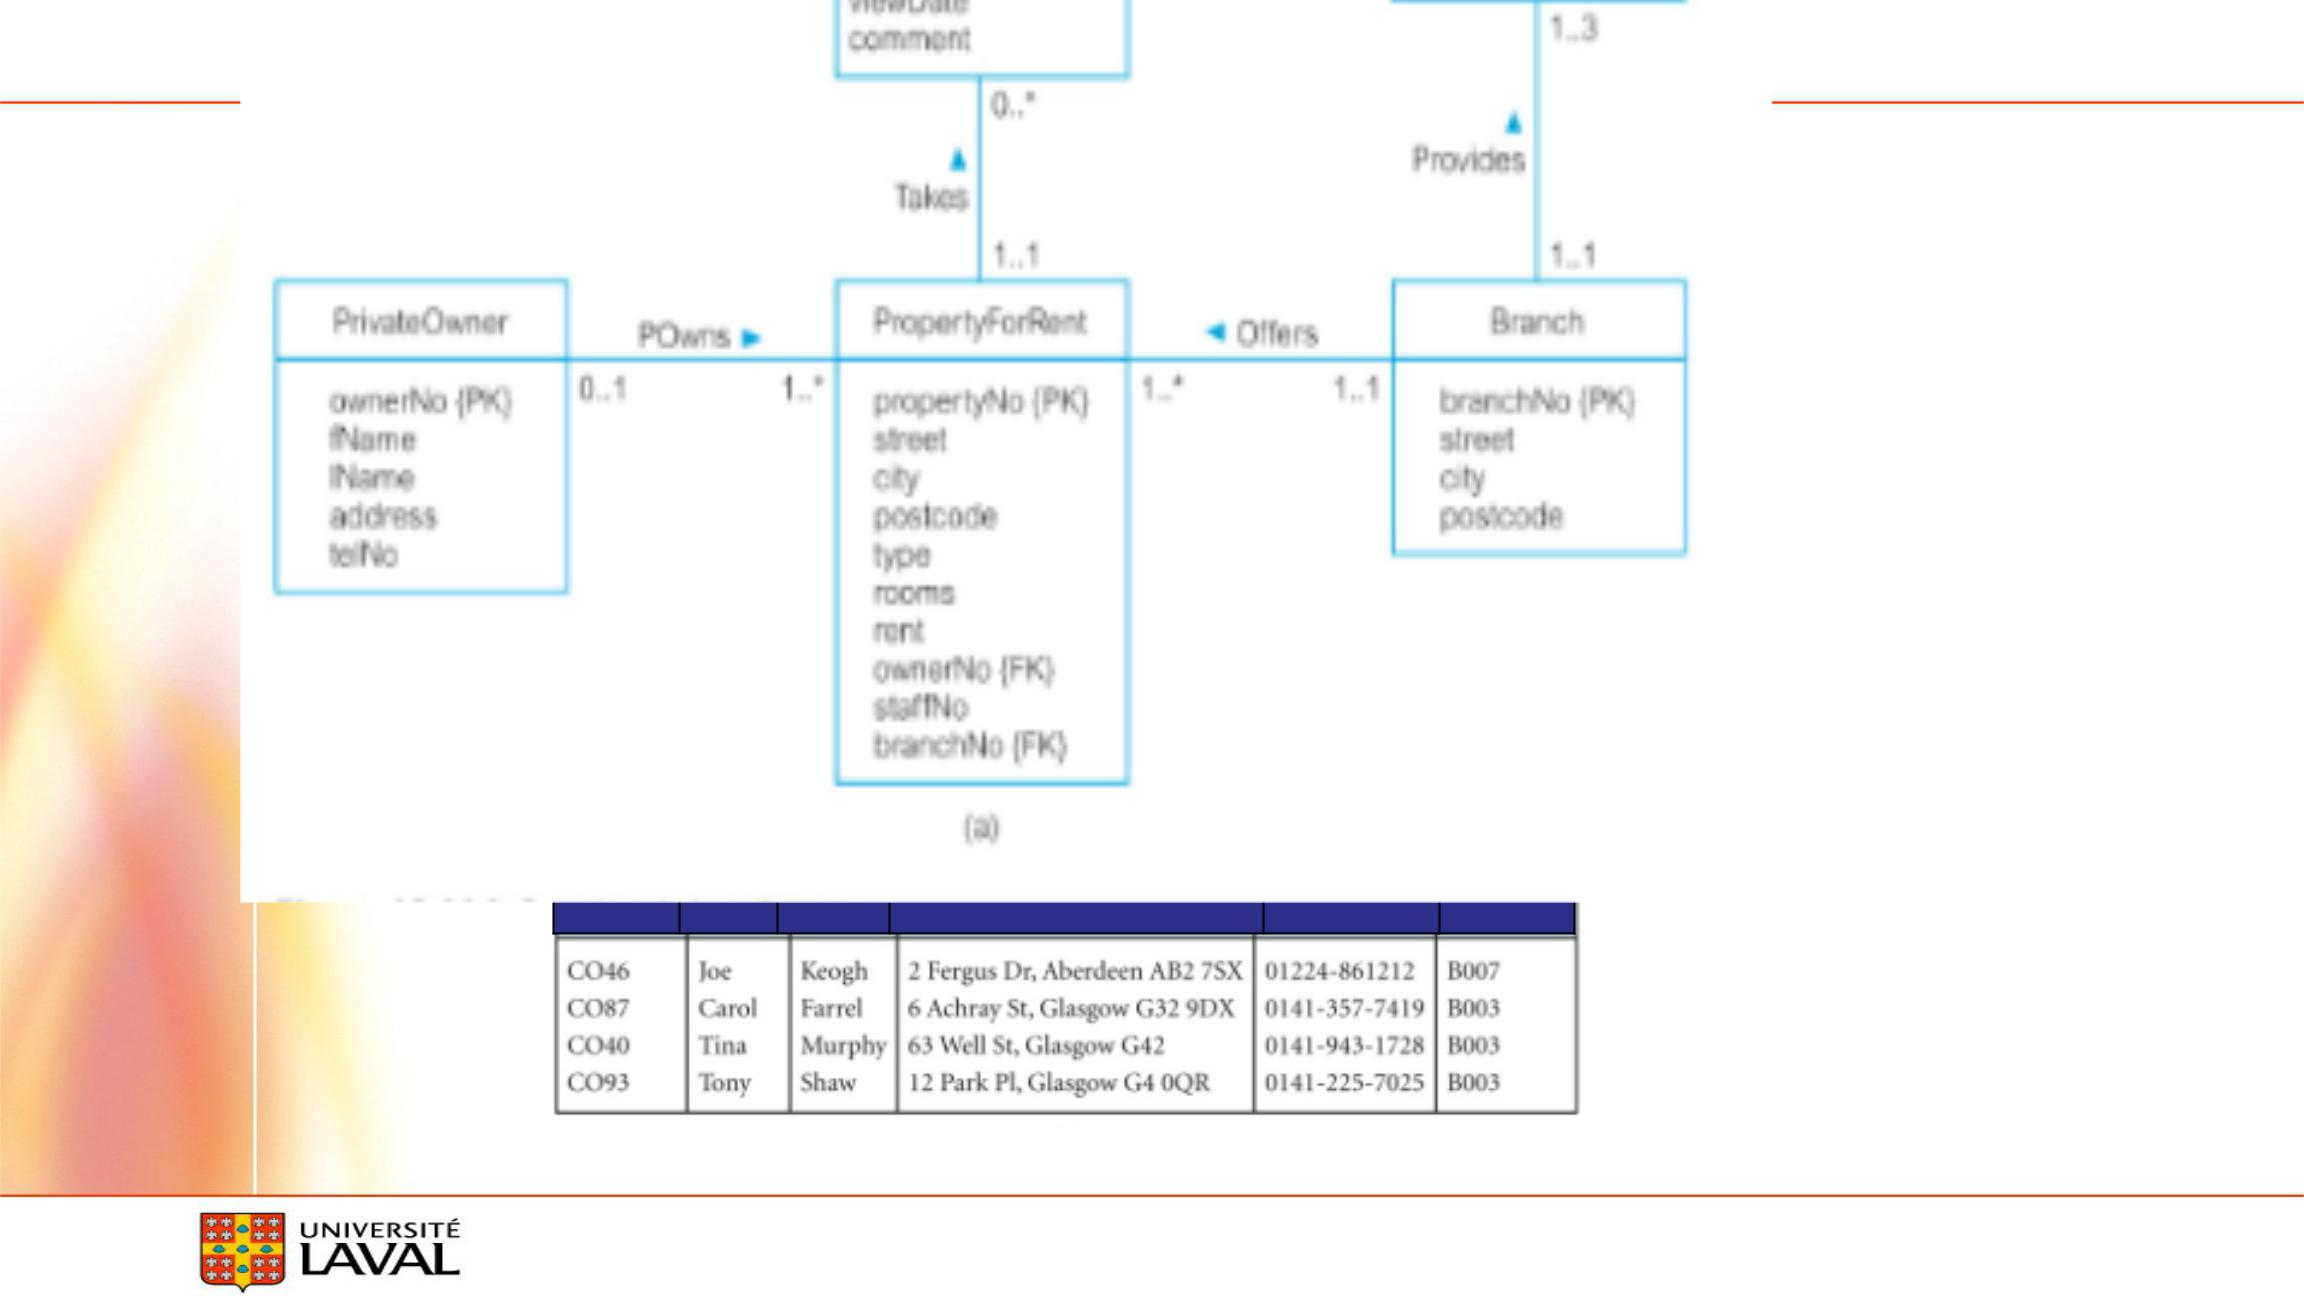 viewDate
comment
1..3
0..*
Provides
Takes
1..1
1..1
PrivateOwner
POwns
PropertyForRent
Offers
Branch
0..1
1..*
1..*
1..1
ownerNo {PK}
fName
lName
address
telNo
propertyNo {PK}
street
city
postcode
type
rooms
rent
ownerNo {FK}
staffNo
branchNo {FK}
branchNo {PK}
street
city
postcode
(a)
CO46 Joe Keogh 2 Fergus Dr, Aberdeen AB2 7SX 01224-861212 B007
CO87 Carol Farrel 6 Achray St, Glasgow G32 9DX 0141-357-7419 B003
CO40 Tina Murphy 63 Well St, Glasgow G42 0141-943-1728 B003
CO93 Tony Shaw 12 Park Pl, Glasgow G4 0QR 0141-225-7025 B003
UNIVERSITÉ
LAVAL